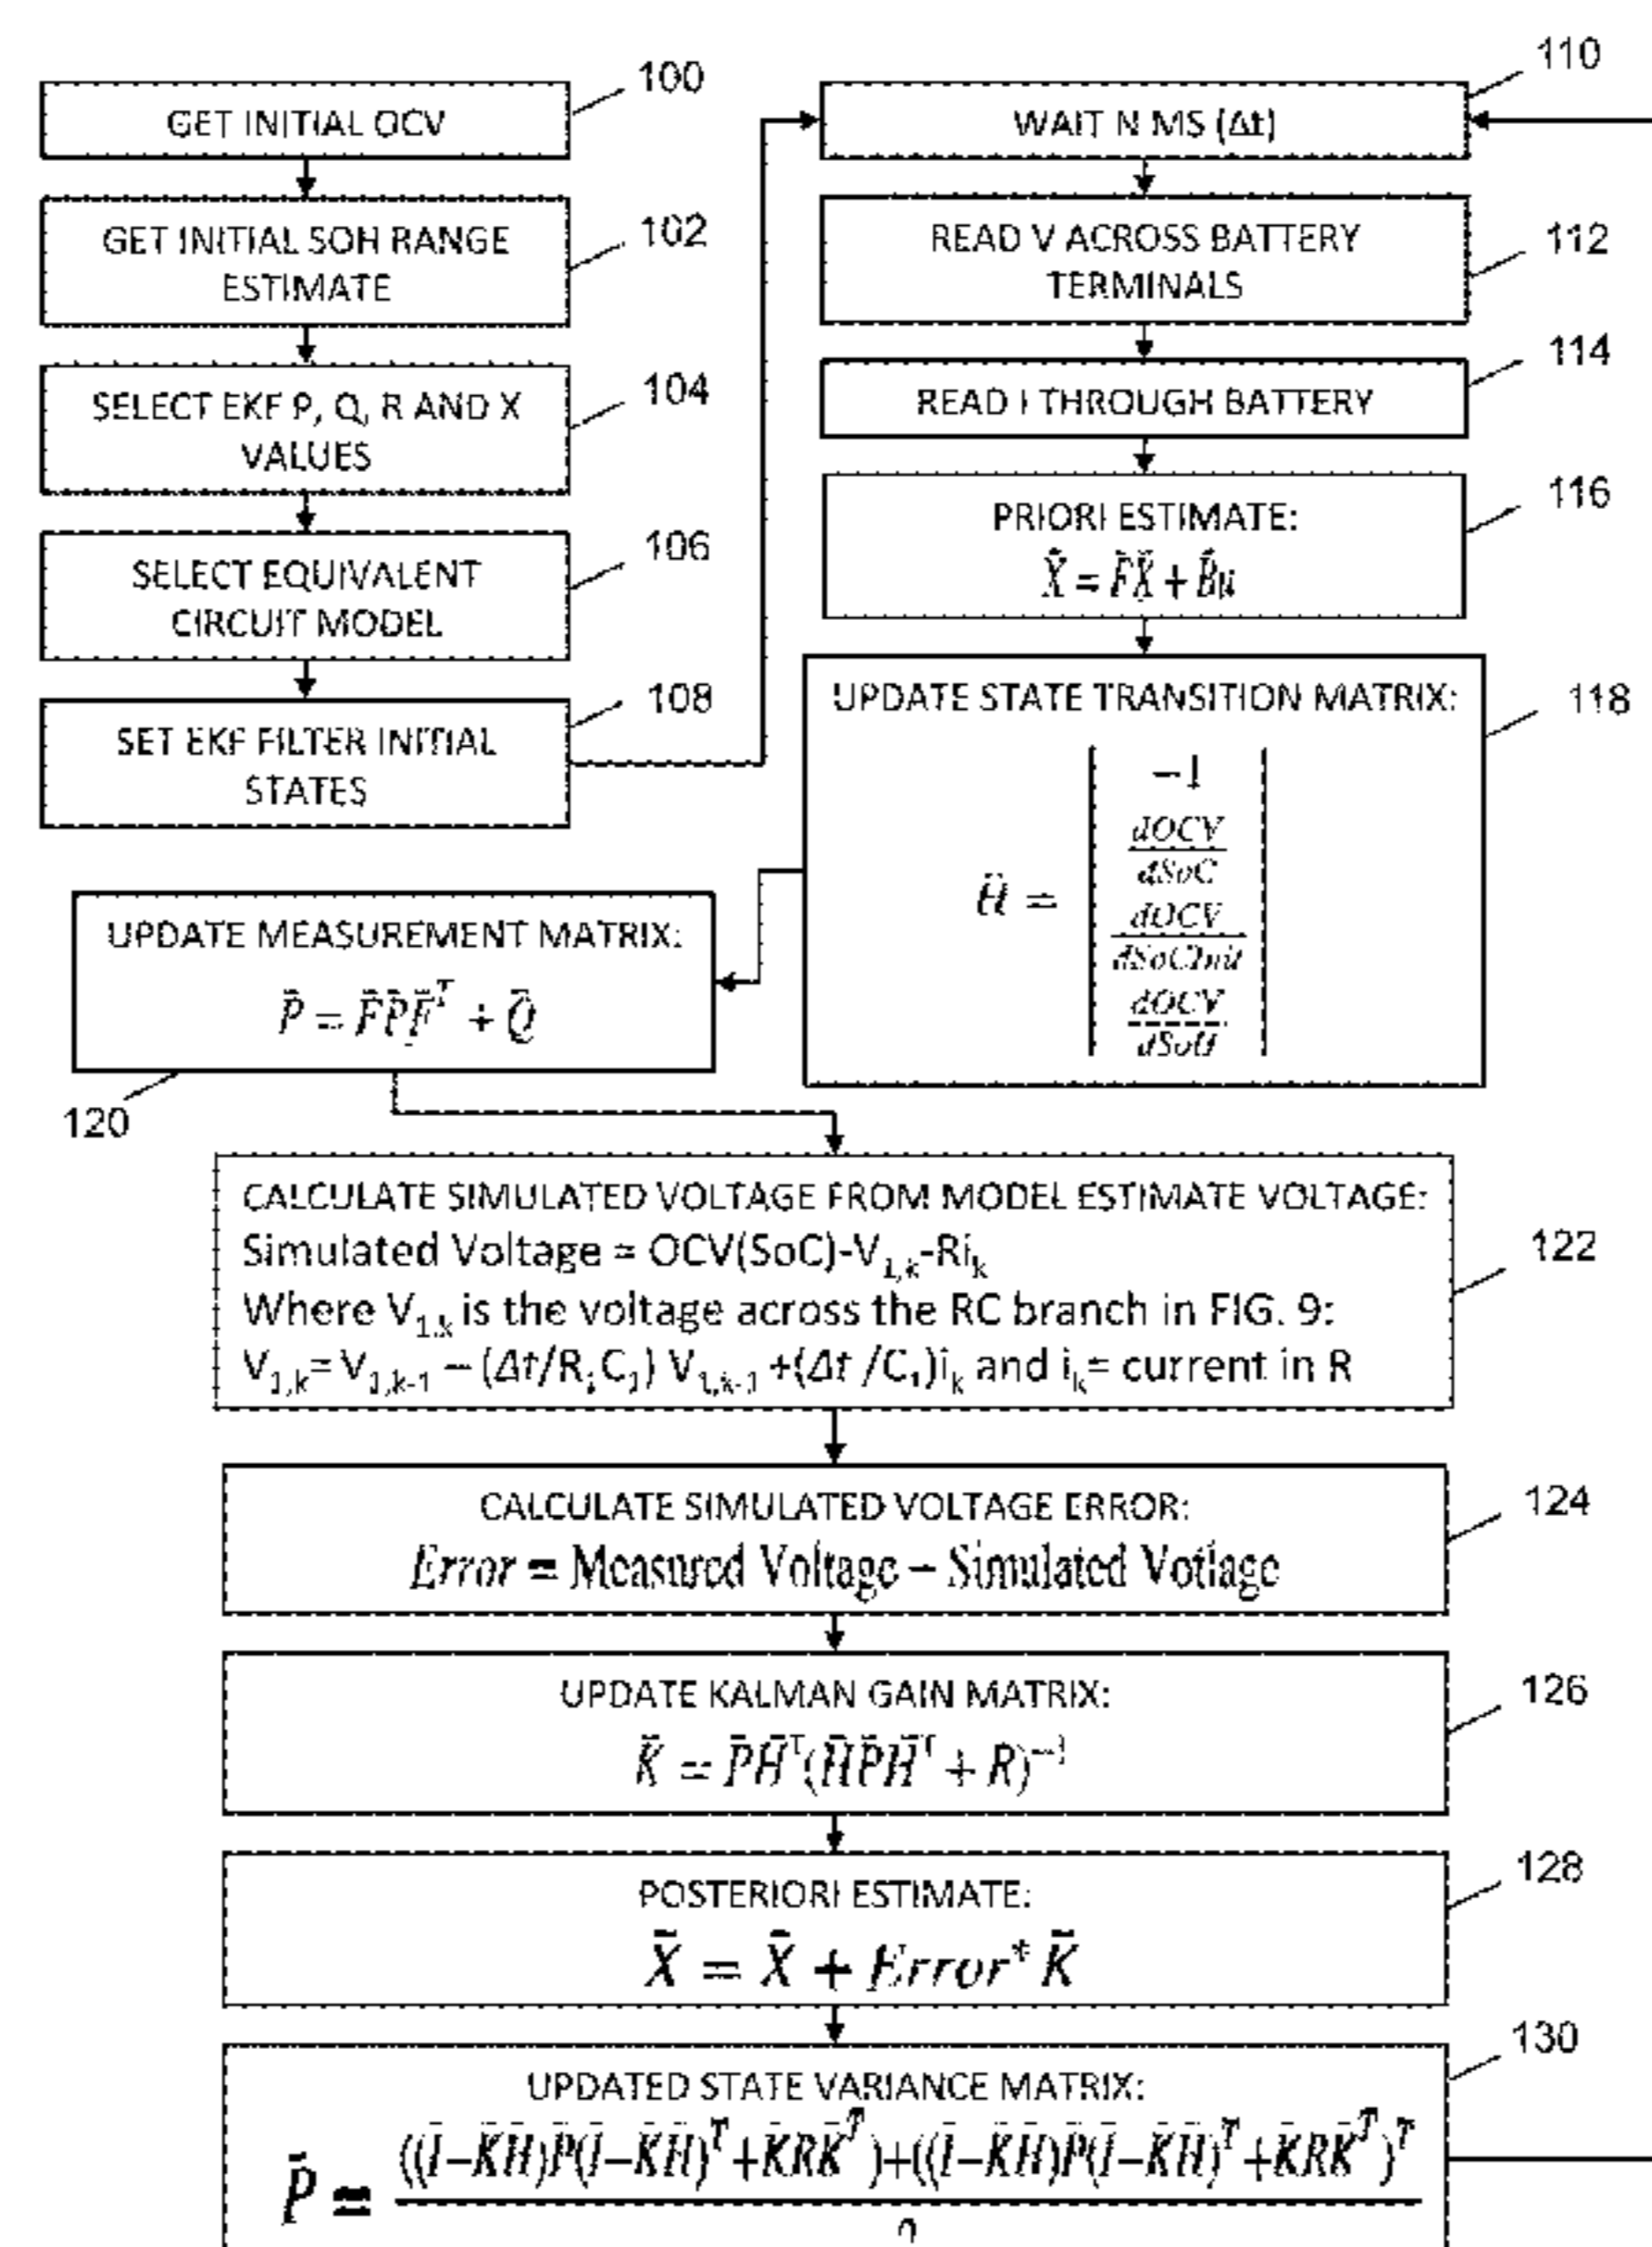 100
GET INITIAL OCV
102
GET INITIAL SOH RANGE
ESTIMATE
104
SELECT EKF P, Q, R AND X
VALUES
106
SELECT EQUIVALENT
CIRCUIT MODEL
108
SET EKF FILTER INITIAL
STATES
110
WAIT N MS (Δt)
112
READ V ACROSS BATTERY
TERMINALS
114
READ I THROUGH BATTERY
116
PRIORI ESTIMATE:
X̄ = F̄X̄ + B̄u
118
UPDATE STATE TRANSITION MATRIX:
−1
dOCV
dSoC
H̄ =
dOCV
dSoCInit
dOCV
dSoH
UPDATE MEASUREMENT MATRIX:
P̄ = F̄P̄F̄ᵀ + Q̄
120
CALCULATE SIMULATED VOLTAGE FROM MODEL ESTIMATE VOLTAGE:
Simulated Voltage = OCV(SoC)-V₁,ₖ-Riₖ
Where V₁,ₖ is the voltage across the RC branch in FIG. 9:
V₁,ₖ= V₁,ₖ₋₁ − (Δt/R₁C₁) V₁,ₖ₋₁ +(Δt /C₁)iₖ and iₖ= current in R
122
CALCULATE SIMULATED VOLTAGE ERROR:
Error = Measured Voltage − Simulated Votlage
124
UPDATE KALMAN GAIN MATRIX:
K̄ = P̄H̄ᵀ(H̄P̄H̄ᵀ + R)⁻¹
126
POSTERIORI ESTIMATE:
X̄ = X̄ + Error* K̄
128
UPDATED STATE VARIANCE MATRIX:
P̄ = ((Ī−K̄H̄)P̄(Ī−K̄H̄)ᵀ+K̄RK̄ᵀ)+((Ī−K̄H̄)P̄(Ī−K̄H̄)ᵀ+K̄RK̄ᵀ)ᵀ
130